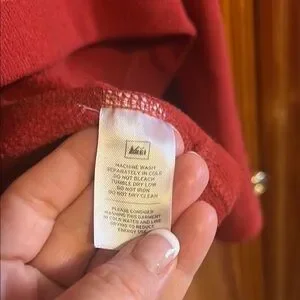 REI
MACHINE WASH
SEPARATELY IN COLD
DO NOT BLEACH
TUMBLE DRY LOW
DO NOT IRON
DO NOT DRY CLEAN
PLEASE CONSIDER
WASHING THIS GARMENT
IN COLD WATER AND LINE
DRYING TO REDUCE
ENERGY